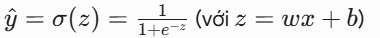 ŷ = σ(z) = 1/(1+e^{-z}) (với z = wx + b)